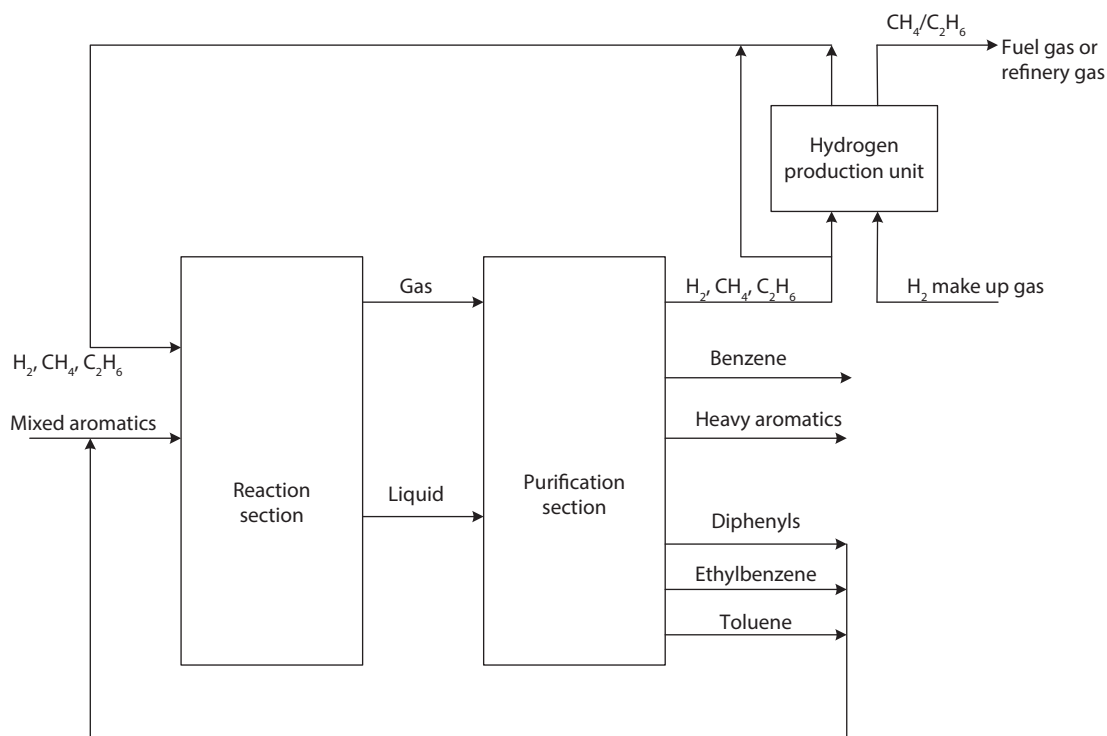 CH₄/C₂H₆
Fuel gas or
refinery gas
Hydrogen
production unit
Gas
H₂, CH₄, C₂H₆
H₂ make up gas
H₂, CH₄, C₂H₆
Benzene
Mixed aromatics
Heavy aromatics
Reaction
section
Liquid
Purification
section
Diphenyls
Ethylbenzene
Toluene